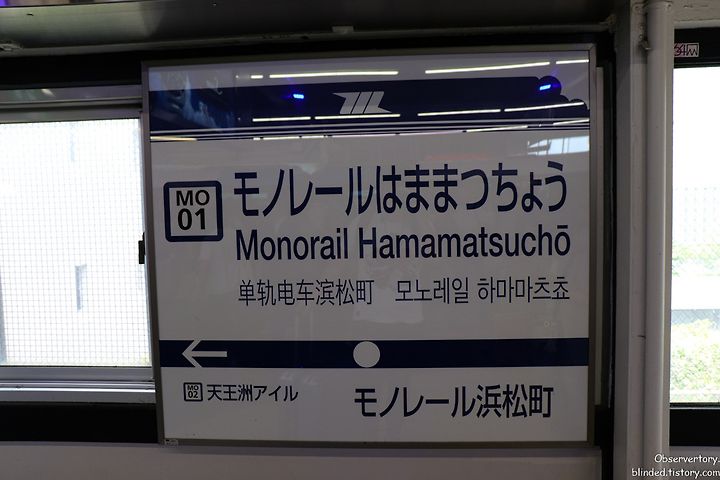 MO
01
モノレールはままつちょう
Monorail Hamamatsuchō
单轨电车滨松町 모노레일 하마마츠쵸
MO
02
天王洲アイル
モノレール浜松町
Observertory.
blinded.tistory.com